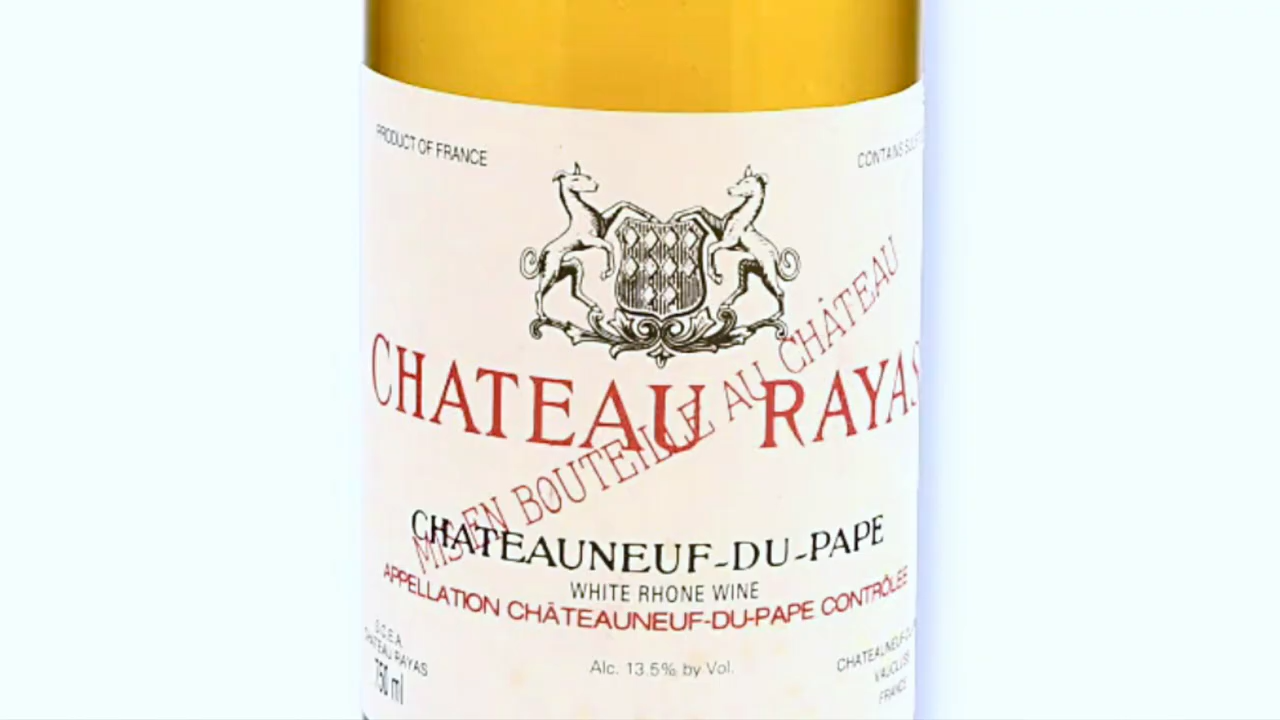 PRODUCT OF FRANCE
CONTAINS
CHATEAU RAYAS
MIS EN BOUTEILLE AU CHÂTEAU
CHATEAUNEUF-DU-PAPE
WHITE RHONE WINE
APPELLATION CHÂTEAUNEUF-DU-PAPE CONTRÔLÉE
S.C.E.A.
CHATEAU RAYAS
750 ml
Alc. 13.5% by Vol.
VAUCLUSE
FRANCE